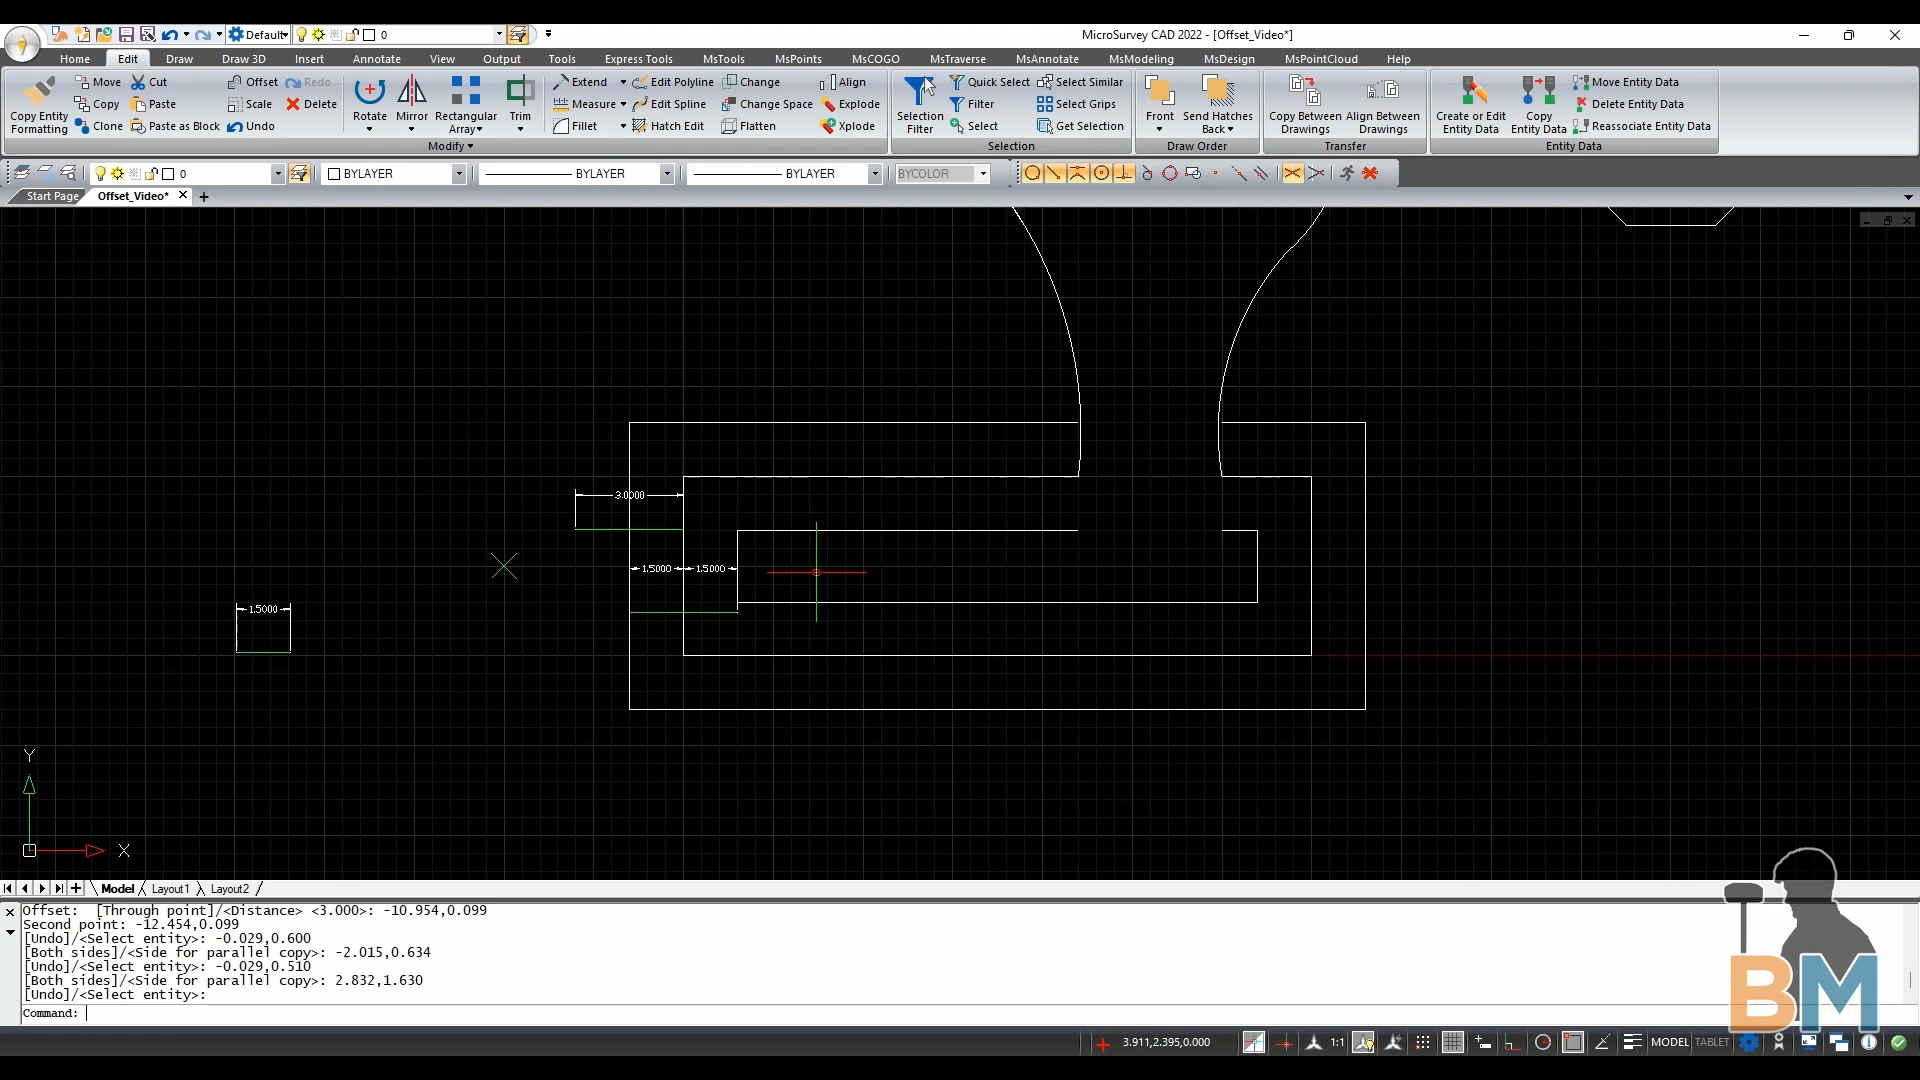 Default
0
MicroSurvey CAD 2022 - [Offset_Video*]
Home Edit Draw Draw 3D Insert Annotate View Output Tools Express Tools MsTools MsPoints MsCOGO MsTraverse MsAnnotate MsModeling MsDesign MsPointCloud Help
Move Cut Offset Redo Extend Edit Polyline Change Align Quick Select Select Similar Move Entity Data
Copy Paste Scale Delete Measure Edit Spline Change Space Explode Filter Select Grips Delete Entity Data
Clone Paste as Block Undo Fillet Hatch Edit Flatten Xplode Select Get Selection Reassociate Entity Data
Copy Entity Formatting
Rotate
Mirror
Rectangular Array
Trim
Selection Filter
Front
Send Hatches Back
Copy Between Drawings
Align Between Drawings
Create or Edit Entity Data
Copy Entity Data
Modify Selection Draw Order Transfer Entity Data
0 BYLAYER BYLAYER BYLAYER BYCOLOR
Start Page Offset_Video*
3.0000
1.5000 1.5000
1.5000
Y
X
Model Layout1 Layout2
Offset: [Through point]/<Distance> <3.000>: -10.954,0.099
Second point: -12.454,0.099
[Undo]/<Select entity>: -0.029,0.600
[Both sides]/<Side for parallel copy>: -2.015,0.634
[Undo]/<Select entity>: -0.029,0.510
[Both sides]/<Side for parallel copy>: 2.832,1.630
[Undo]/<Select entity>:
Command:
BM
3.911,2.395,0.000 1:1 MODEL TABLET